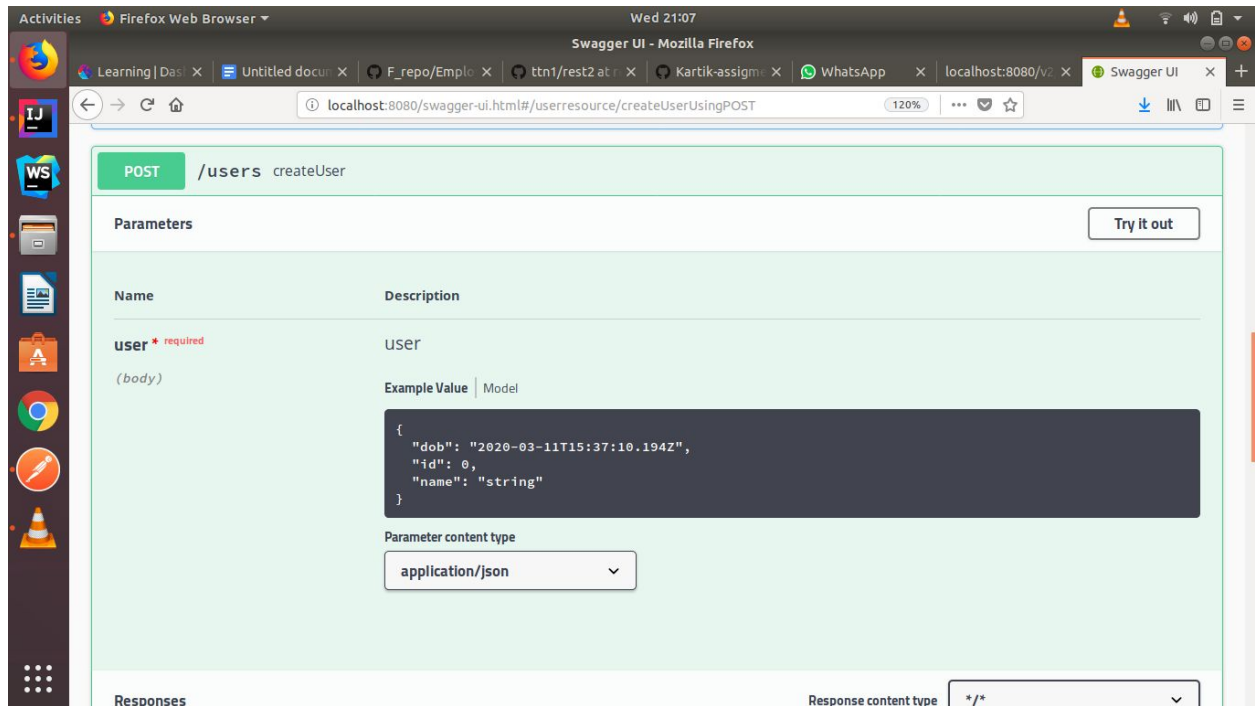 Activities Firefox Web Browser Wed 21:07
Swagger UI - Mozilla Firefox
Learning | Das Untitled docun F_repo/Emplo ttn1/rest2 at Kartik-assigme WhatsApp localhost:8080/v2 Swagger UI
localhost:8080/swagger-ui.html#/userresource/createUserUsingPOST 120%
POST /users createUser
Parameters Try it out
Name Description
user * required user
(body)
Example Value Model
{
"dob": "2020-03-11T15:37:10.194Z",
"id": 0,
"name": "string"
}
Parameter content type
application/json
Responses Response content type */*
IJ
WS